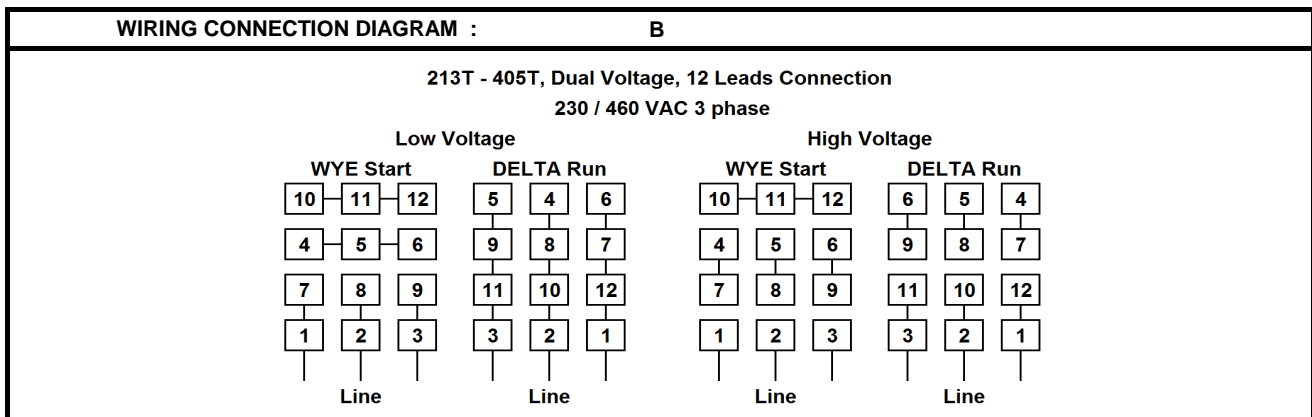 WIRING CONNECTION DIAGRAM : B
213T - 405T, Dual Voltage, 12 Leads Connection
230 / 460 VAC 3 phase
Low Voltage High Voltage
WYE Start DELTA Run WYE Start DELTA Run
10 11 12 5 4 6 10 11 12 6 5 4
4 5 6 9 8 7 4 5 6 9 8 7
7 8 9 11 10 12 7 8 9 11 10 12
1 2 3 3 2 1 1 2 3 3 2 1
Line Line Line Line